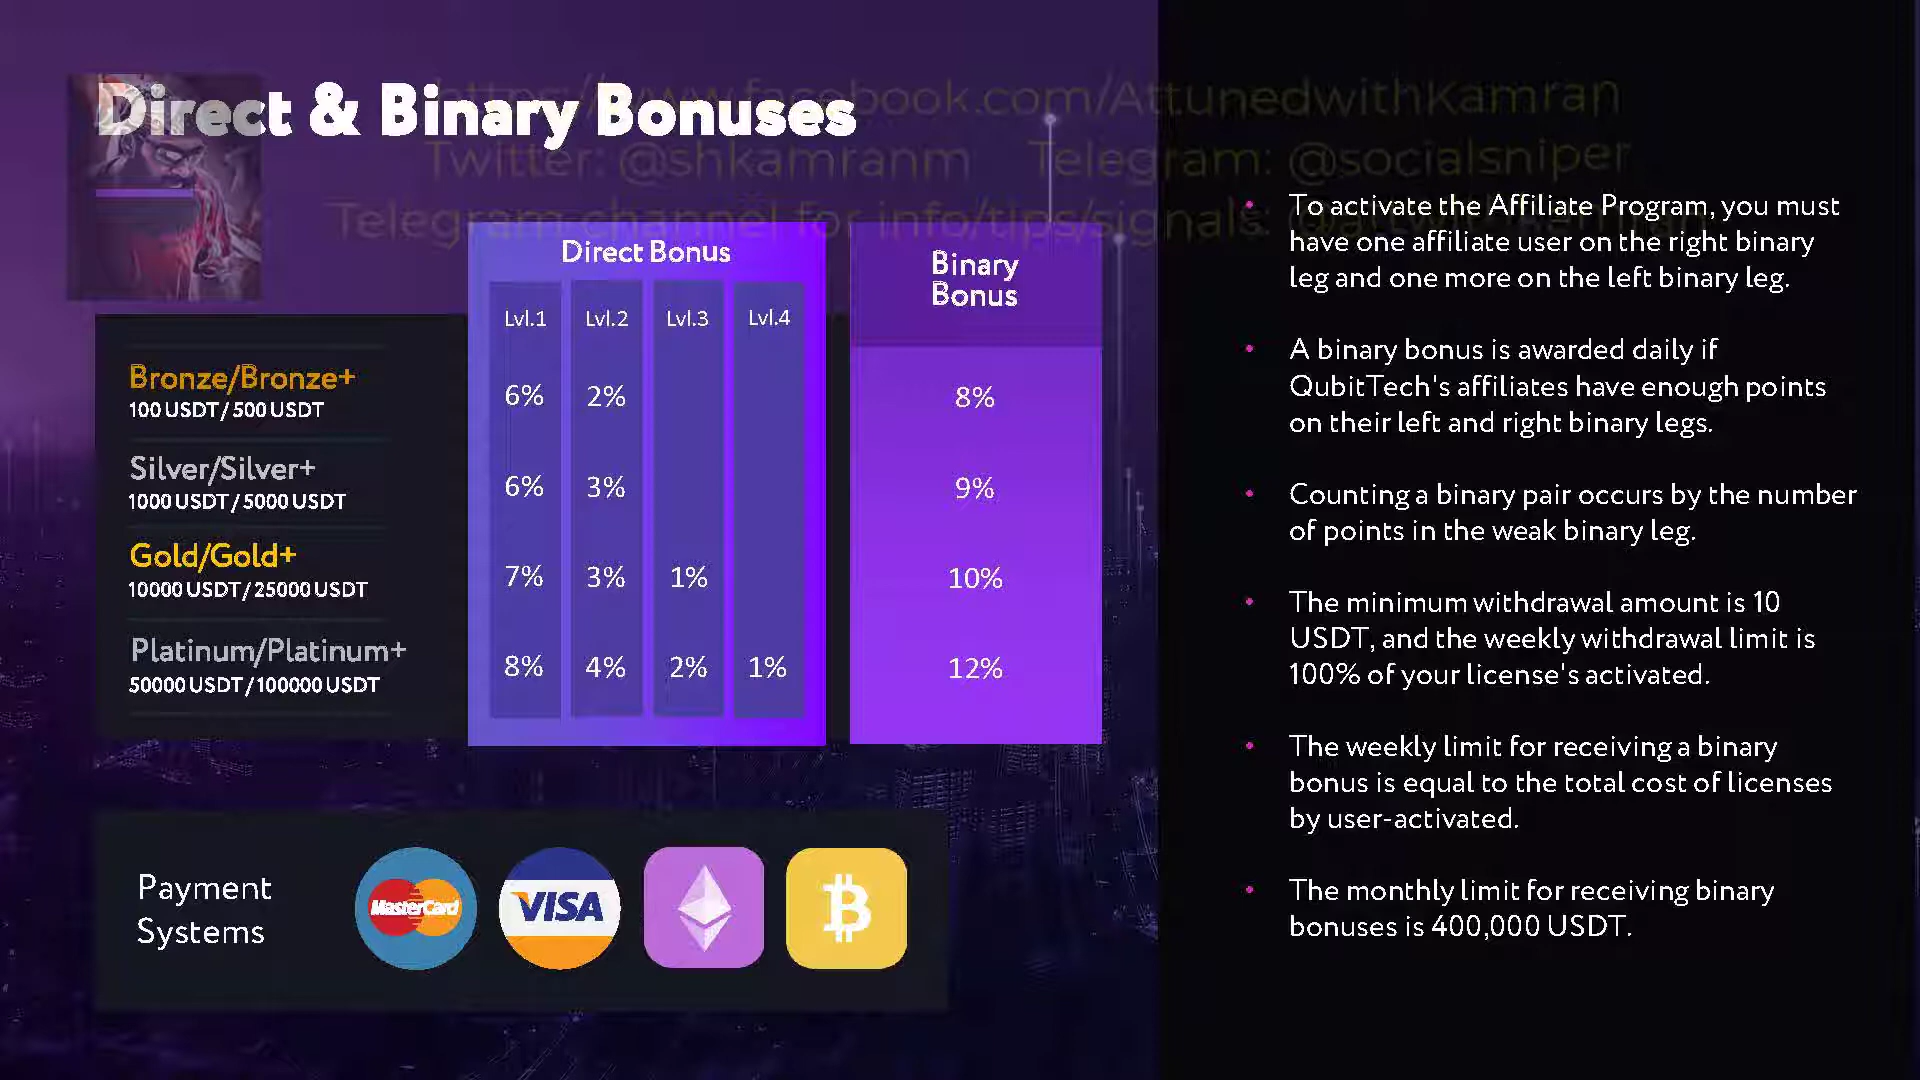 https://www.facebook.com/AttunedwithKamran
Direct & Binary Bonuses
Twitter: @shkamranm Telegram: @socialsniper
Telegram channel for info/tips/signals:
Direct Bonus
Binary
Bonus
Lvl.1 Lvl.2 Lvl.3 Lvl.4
Bronze/Bronze+
100 USDT / 500 USDT
6% 2% 8%
Silver/Silver+
1000 USDT / 5000 USDT
6% 3% 9%
Gold/Gold+
10000 USDT / 25000 USDT
7% 3% 1% 10%
Platinum/Platinum+
50000 USDT / 100000 USDT
8% 4% 2% 1% 12%
Payment
Systems
MasterCard
VISA
• To activate the Affiliate Program, you must
have one affiliate user on the right binary
leg and one more on the left binary leg.
• A binary bonus is awarded daily if
QubitTech's affiliates have enough points
on their left and right binary legs.
• Counting a binary pair occurs by the number
of points in the weak binary leg.
• The minimum withdrawal amount is 10
USDT, and the weekly withdrawal limit is
100% of your license's activated.
• The weekly limit for receiving a binary
bonus is equal to the total cost of licenses
by user-activated.
• The monthly limit for receiving binary
bonuses is 400,000 USDT.